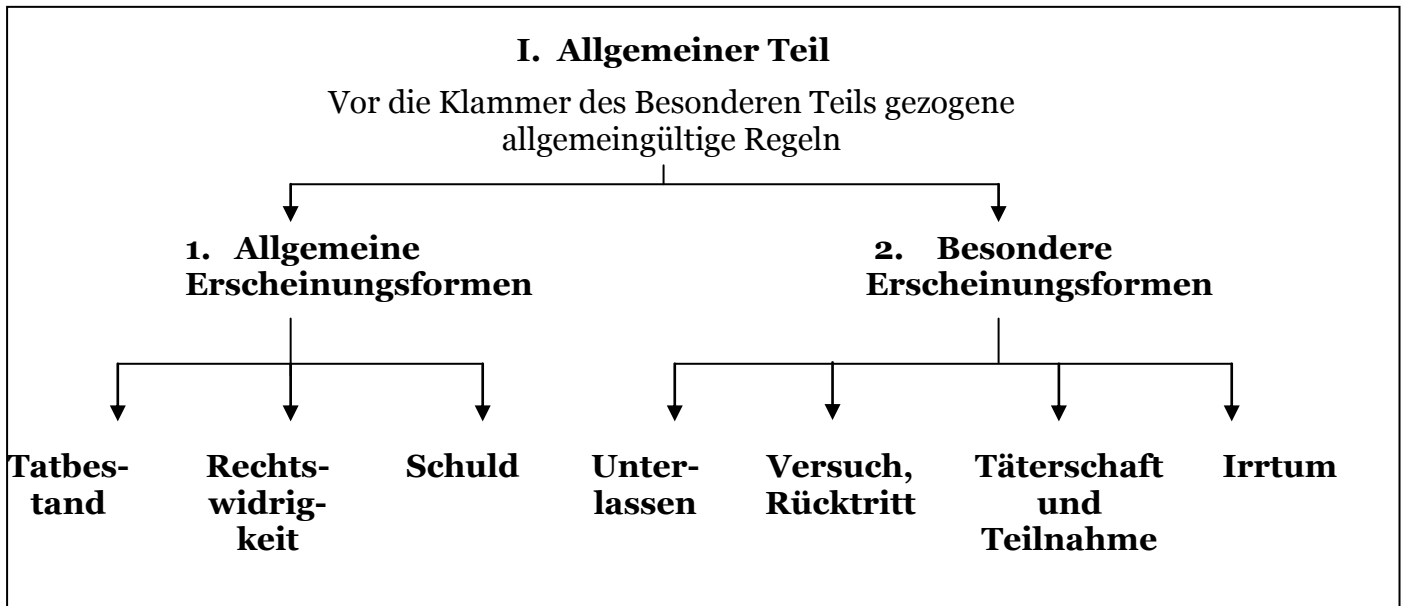 I. Allgemeiner Teil
Vor die Klammer des Besonderen Teils gezogene
allgemeingültige Regeln
1. Allgemeine
Erscheinungsformen
2. Besondere
Erscheinungsformen
Tatbes-
tand
Rechts-
widrig-
keit
Schuld
Unter-
lassen
Versuch,
Rücktritt
Täterschaft
und
Teilnahme
Irrtum